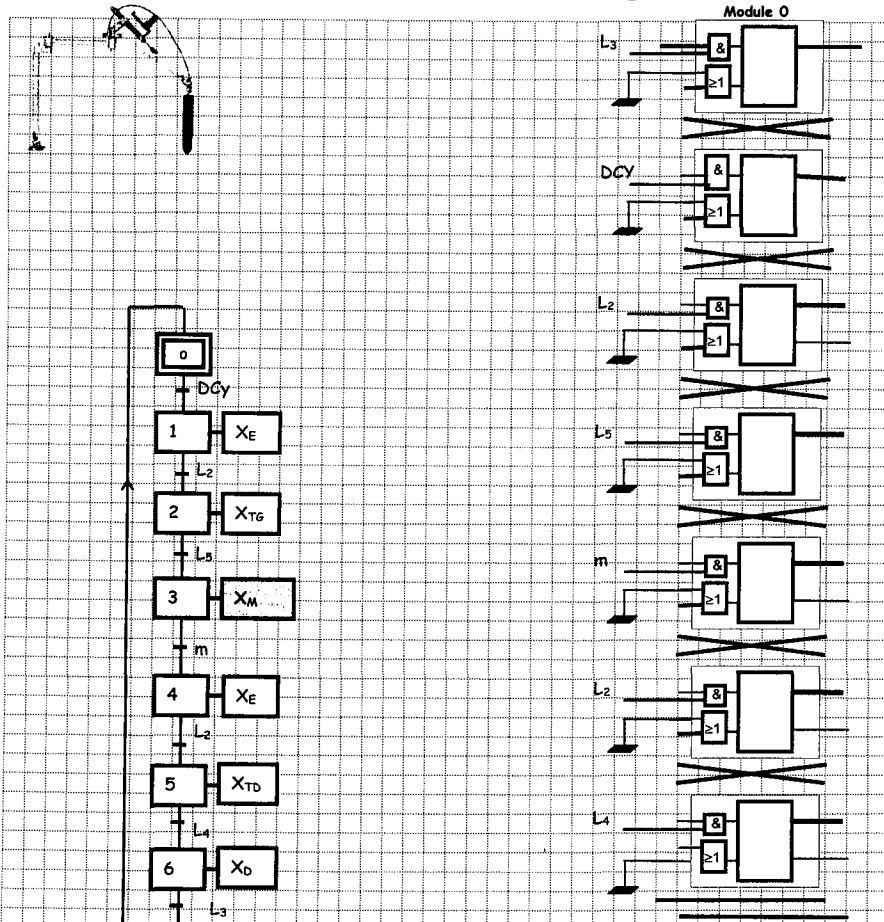 Module 0
L3
&
≥1
DCY
&
≥1
L2
&
≥1
0
DCy
1 XE
L2
2 XTG
L5
3 XM
m
4 XE
L2
5 XTD
L4
6 XD
L3
L5
&
≥1
m
&
≥1
L2
&
≥1
L4
&
≥1